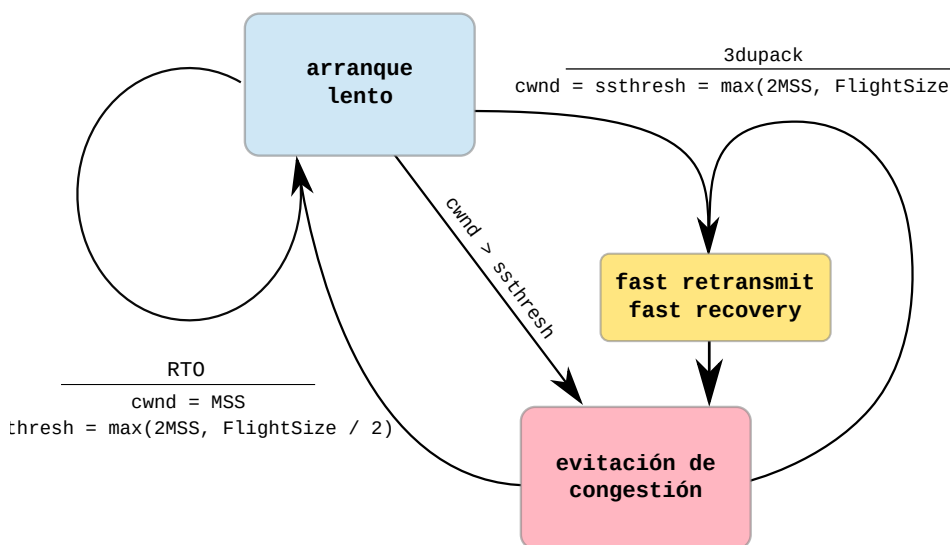 arranque
lento
3dupack
cwnd = ssthresh = max(2MSS, FlightSize
cwnd > ssthresh
fast retransmit
fast recovery
RTO
cwnd = MSS
thresh = max(2MSS, FlightSize / 2)
evitación de
congestión